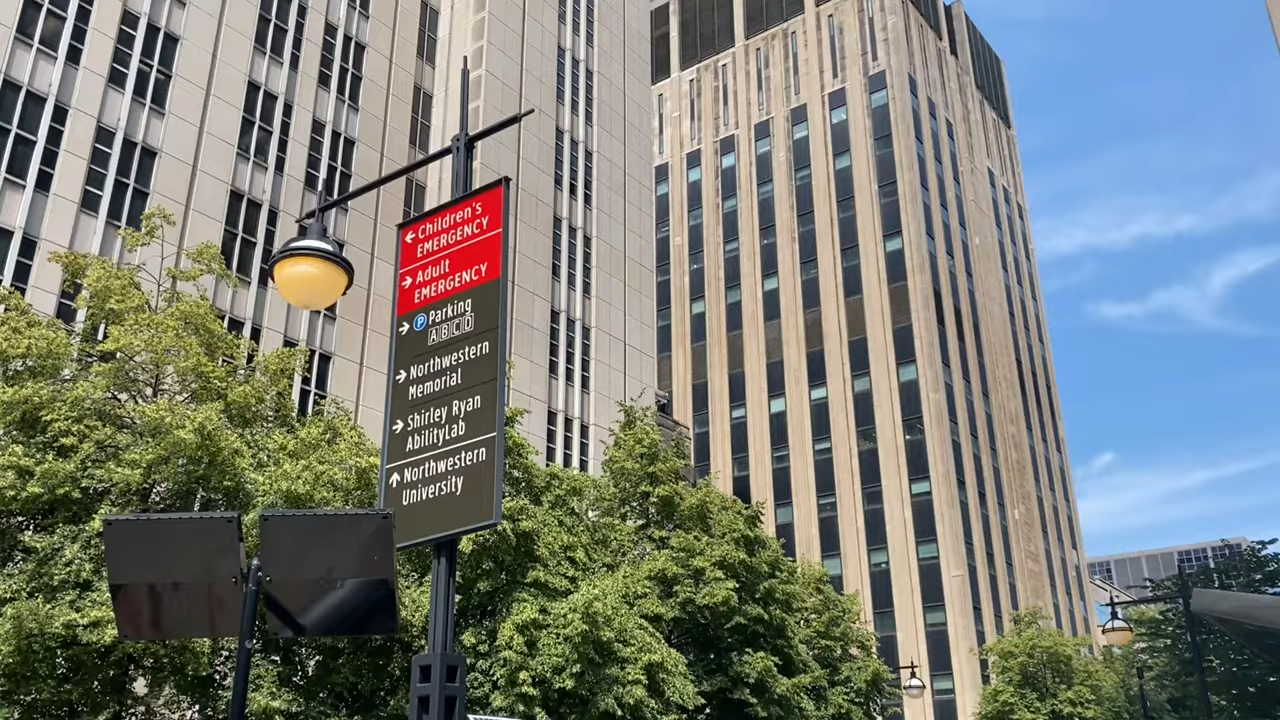 ← Children's
EMERGENCY
→ Adult
EMERGENCY
→ P Parking
ABCD
→ Northwestern
Memorial
→ Shirley Ryan
AbilityLab
↑ Northwestern
University